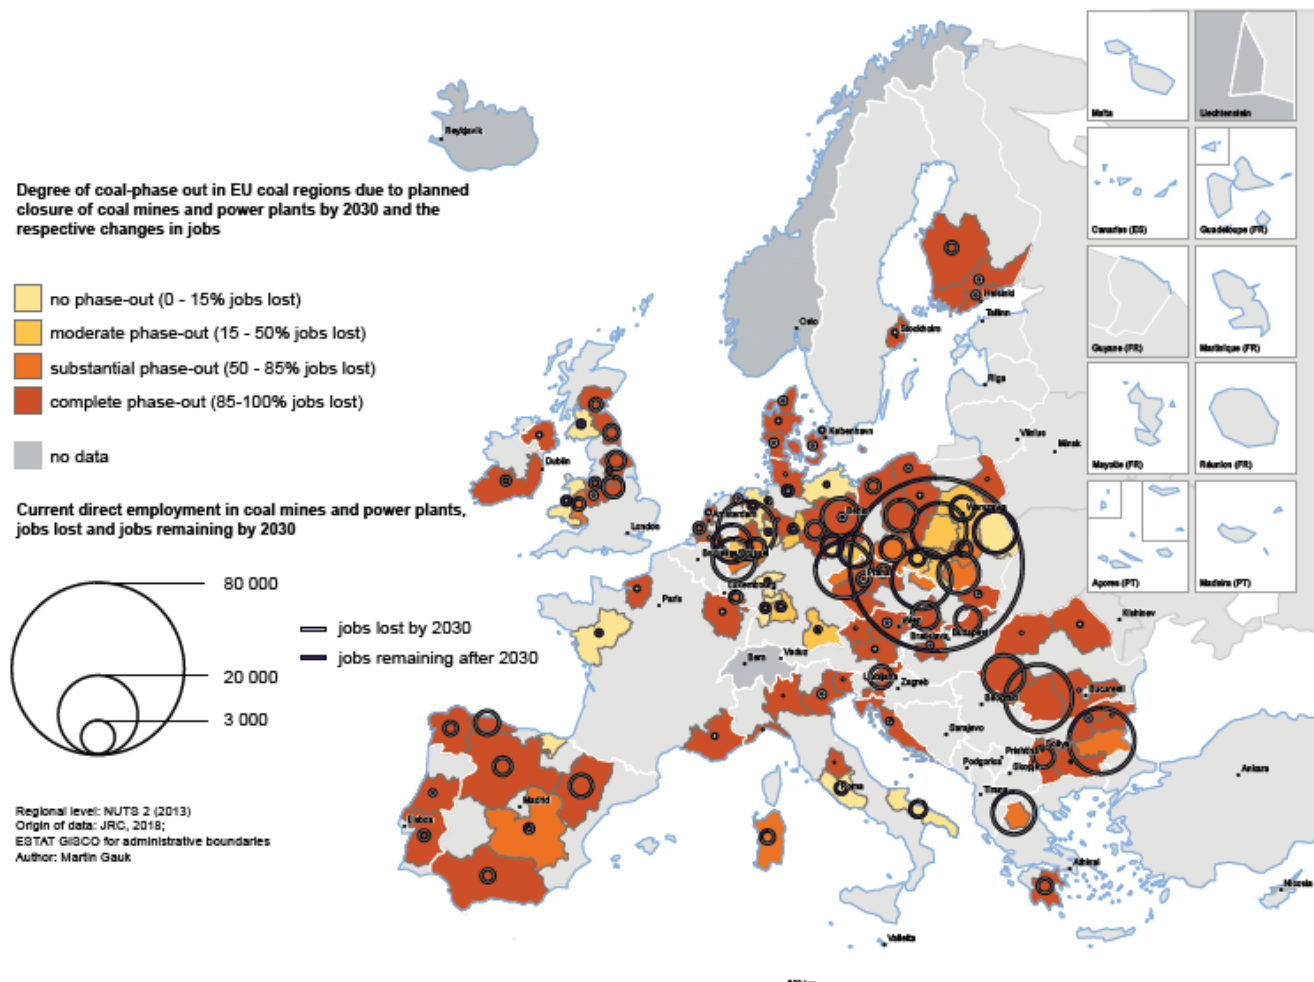 Reykjavik
Degree of coal-phase out in EU coal regions due to planned
closure of coal mines and power plants by 2030 and the
respective changes in jobs
no phase-out (0 - 15% jobs lost)
moderate phase-out (15 - 50% jobs lost)
substantial phase-out (50 - 85% jobs lost)
complete phase-out (85-100% jobs lost)
no data
Current direct employment in coal mines and power plants,
jobs lost and jobs remaining by 2030
80 000
20 000
3 000
jobs lost by 2030
jobs remaining after 2030
Regional level: NUTS 2 (2013)
Origin of data: JRC, 2018;
ESTAT GISCO for administrative boundaries
Author: Martin Gauk
Malta
Liechtenstein
Canarias (ES)
Guadeloupe (FR)
Guyane (FR)
Martinique (FR)
Mayotte (FR)
Réunion (FR)
Açores (PT)
Madeira (PT)
Oslo
Helsinki
Tallinn
Stockholm
Riga
København
Vilnius
Minsk
Dublin
London
Amsterdam
Berlin
Warszawa
Luxembourg
Paris
Praha
Wien
Bratislava
Budapest
Kishinev
Bern
Vaduz
Ljubljana
Zagreb
Beograd
Bucuresti
Sarajevo
Prishtina
Sofiya
Podgorica
Skopje
Roma
Tirana
Ankara
Madrid
Lisboa
Athinai
Nicosia
Valletta